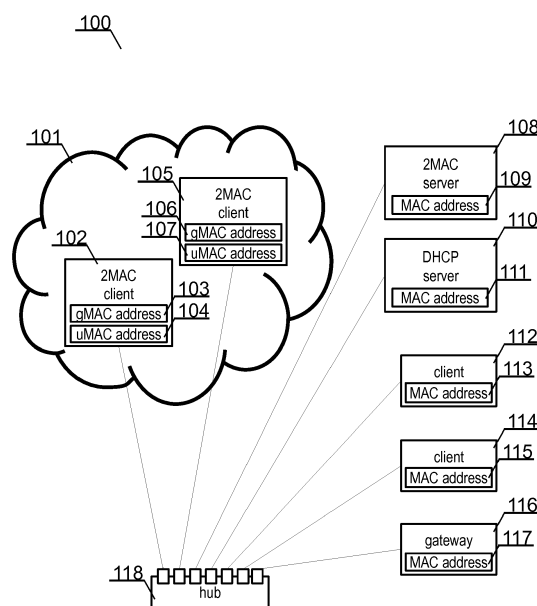 100
101
105
2MAC
client
106
gMAC address
107
uMAC address
102
2MAC
client
gMAC address
103
uMAC address
104
108
2MAC
server
109
MAC address
110
DHCP
server
111
MAC address
112
client
113
MAC address
114
client
115
MAC address
116
gateway
117
MAC address
118
hub